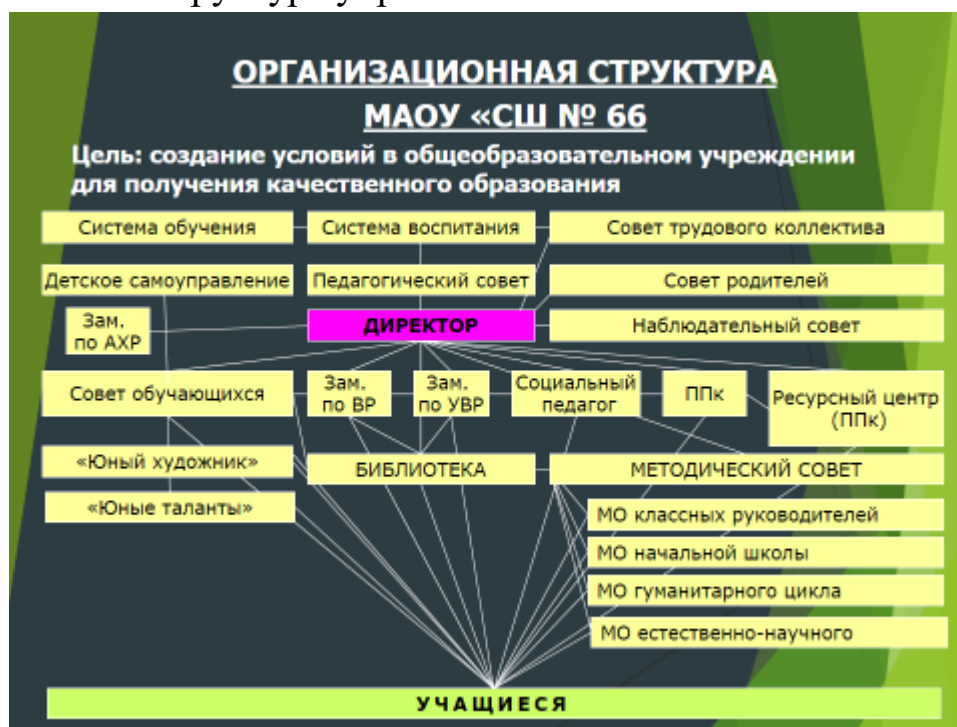 ОРГАНИЗАЦИОННАЯ СТРУКТУРА
МАОУ «СШ № 66
Цель: создание условий в общеобразовательном учреждении
для получения качественного образования
Система обучения
Система воспитания
Совет трудового коллектива
Детское самоуправление
Педагогический совет
Совет родителей
Зам.
по АХР
ДИРЕКТОР
Наблюдательный совет
Совет обучающихся
Зам.
по ВР
Зам.
по УВР
Социальный
педагог
ППк
Ресурсный центр
(ППк)
«Юный художник»
БИБЛИОТЕКА
МЕТОДИЧЕСКИЙ СОВЕТ
«Юные таланты»
МО классных руководителей
МО начальной школы
МО гуманитарного цикла
МО естественно-научного
УЧАЩИЕСЯ